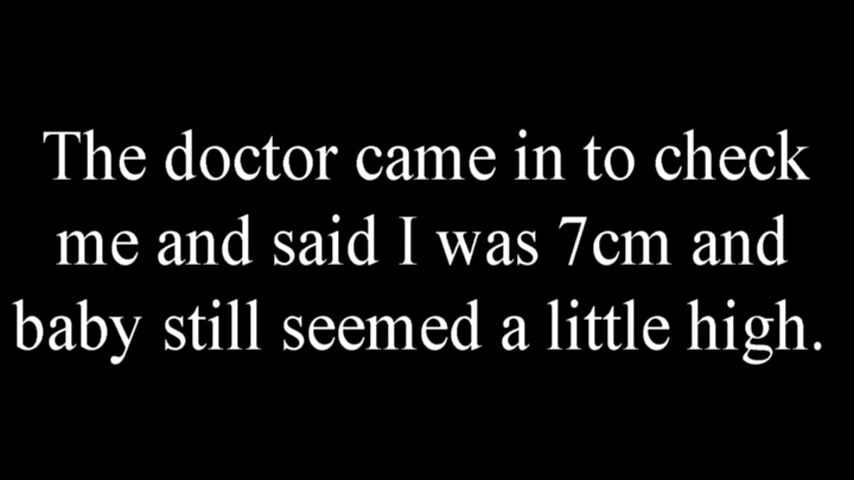 The doctor came in to check
me and said I was 7cm and
baby still seemed a little high.